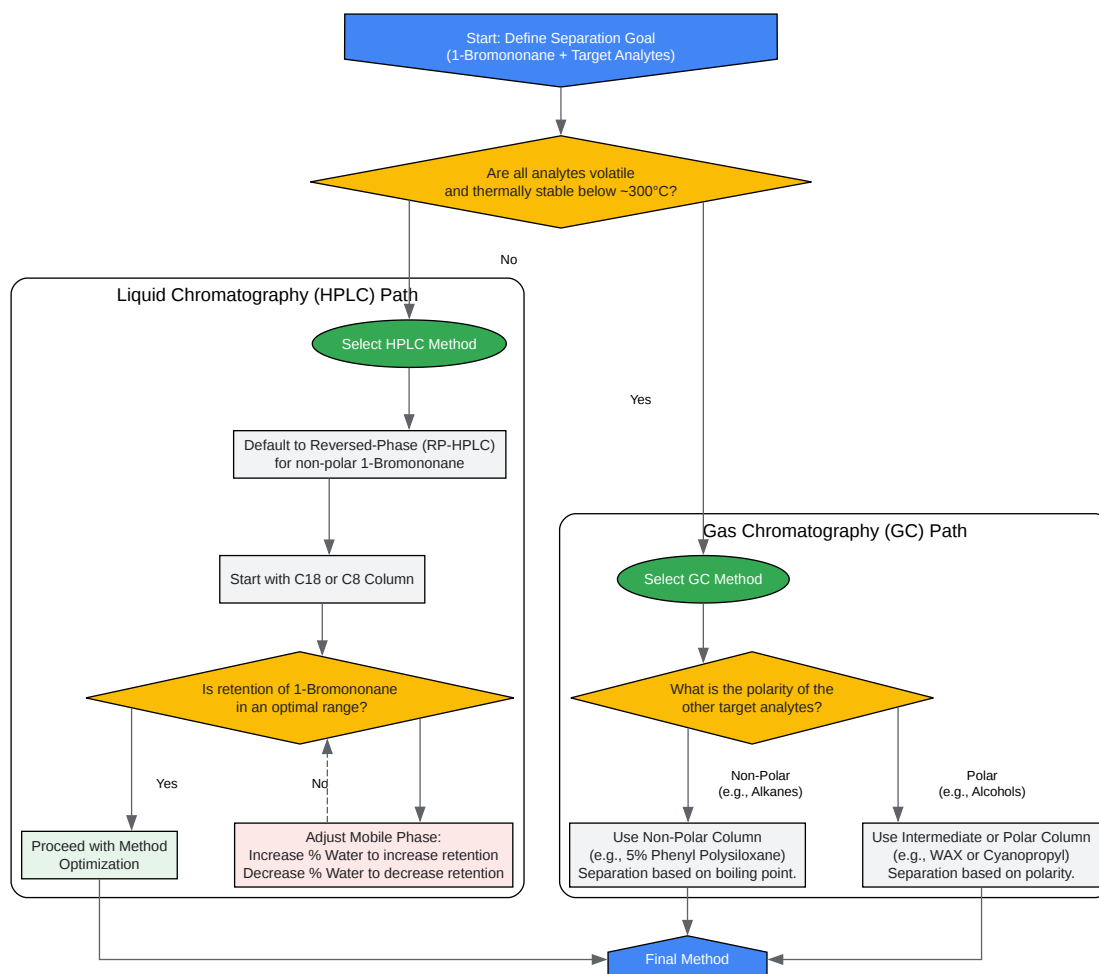 Start: Define Separation Goal
(1-Bromononane + Target Analytes)
Are all analytes volatile
and thermally stable below ~300°C?
No
Yes
Liquid Chromatography (HPLC) Path
Select HPLC Method
Default to Reversed-Phase (RP-HPLC)
for non-polar 1-Bromononane
Start with C18 or C8 Column
Is retention of 1-Bromononane
in an optimal range?
Yes
No
Proceed with Method
Optimization
Adjust Mobile Phase:
Increase % Water to increase retention
Decrease % Water to decrease retention
Gas Chromatography (GC) Path
Select GC Method
What is the polarity of the
other target analytes?
Non-Polar
(e.g., Alkanes)
Polar
(e.g., Alcohols)
Use Non-Polar Column
(e.g., 5% Phenyl Polysiloxane)
Separation based on boiling point.
Use Intermediate or Polar Column
(e.g., WAX or Cyanopropyl)
Separation based on polarity.
Final Method